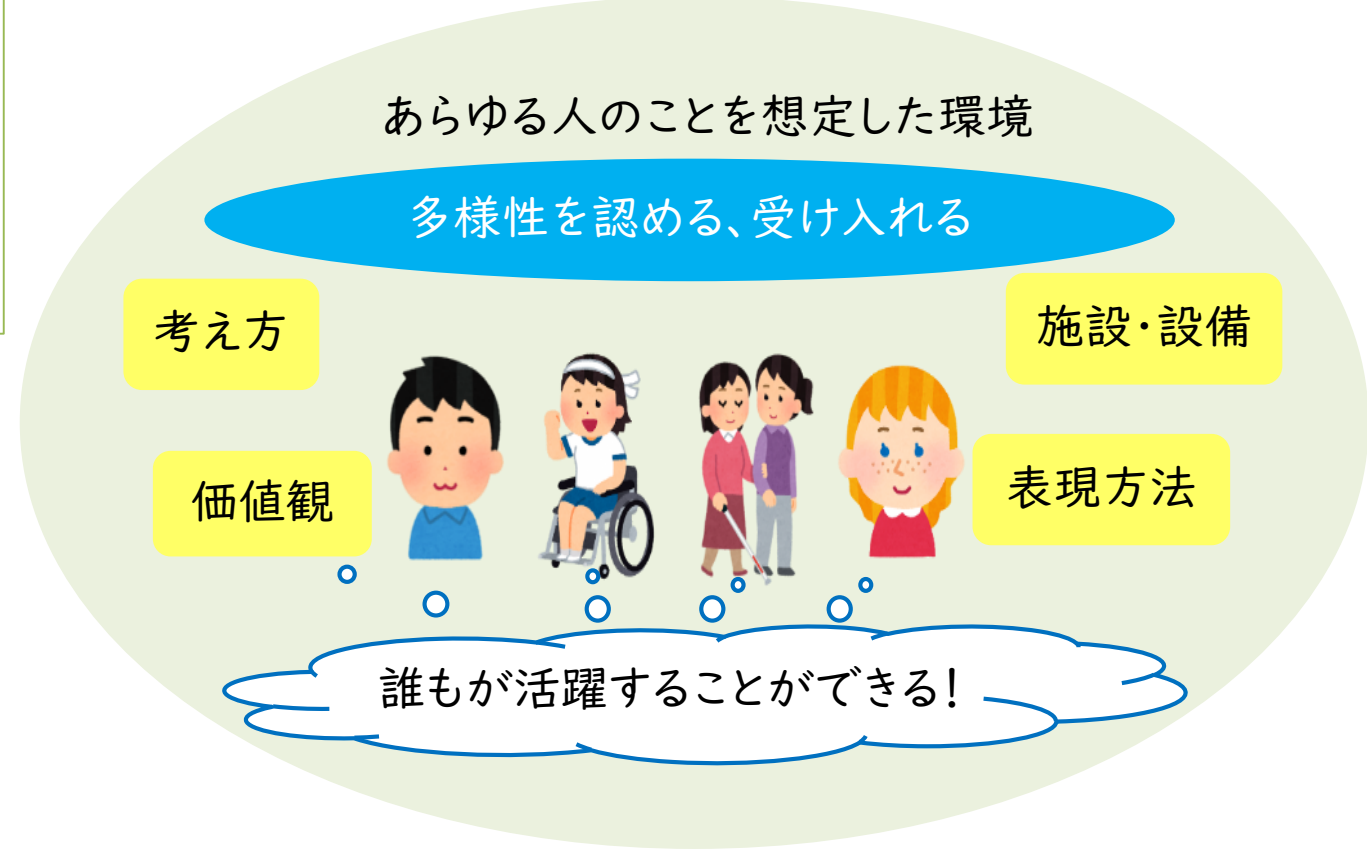 あらゆる人のことを想定した環境
多様性を認める、受け入れる
考え方
施設・設備
価値観
表現方法
誰もが活躍することができる!